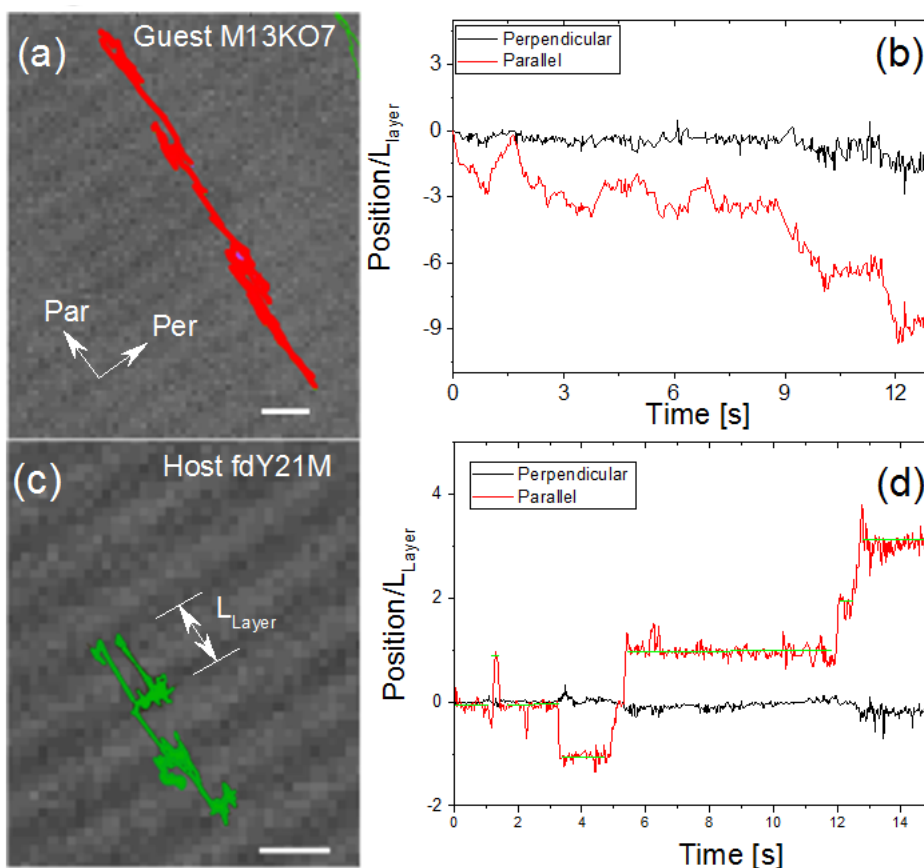 (a)
Guest M13KO7
Par
Per
(b)
Perpendicular
Parallel
Position/L_layer
3
0
-3
-6
-9
0
3
6
9
12
Time [s]
(c)
Host fdY21M
L_Layer
(d)
Perpendicular
Parallel
Position/L_Layer
4
2
0
-2
0
2
4
6
8
10
12
14
Time [s]